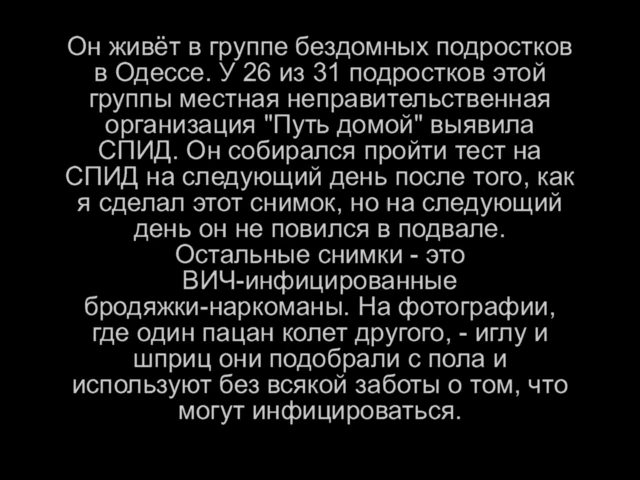 Он живёт в группе бездомных подростков
в Одессе. У 26 из 31 подростков этой
группы местная неправительственная
организация "Путь домой" выявила
СПИД. Он собирался пройти тест на
СПИД на следующий день после того, как
я сделал этот снимок, но на следующий
день он не повился в подвале.
Остальные снимки - это
ВИЧ-инфицированные
бродяжки-наркоманы. На фотографии,
где один пацан колет другого, - иглу и
шприц они подобрали с пола и
используют без всякой заботы о том, что
могут инфицироваться.